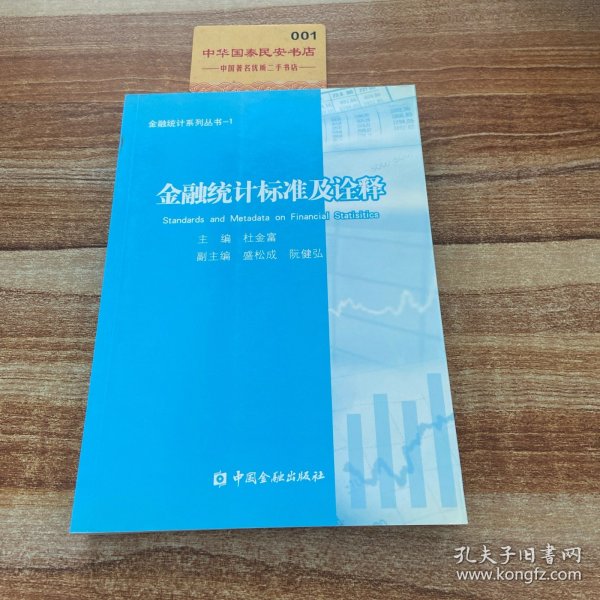 001
中华国泰民安书店
—中国著名优质二手书店—
金融统计系列丛书-1
金融统计标准及诠释
Standards and Metadata on Financial Statisitics
主 编 杜金富
副主编 盛松成 阮健弘
中国金融出版社
孔夫子旧书网
www.kongfz.com